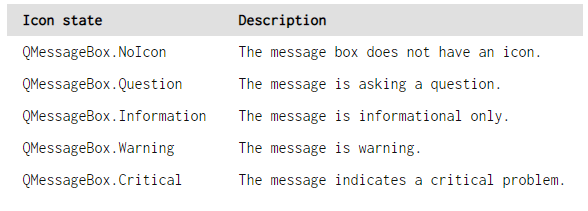 Icon state Description
QMessageBox.NoIcon The message box does not have an icon.
QMessageBox.Question The message is asking a question.
QMessageBox.Information The message is informational only.
QMessageBox.Warning The message is warning.
QMessageBox.Critical The message indicates a critical problem.